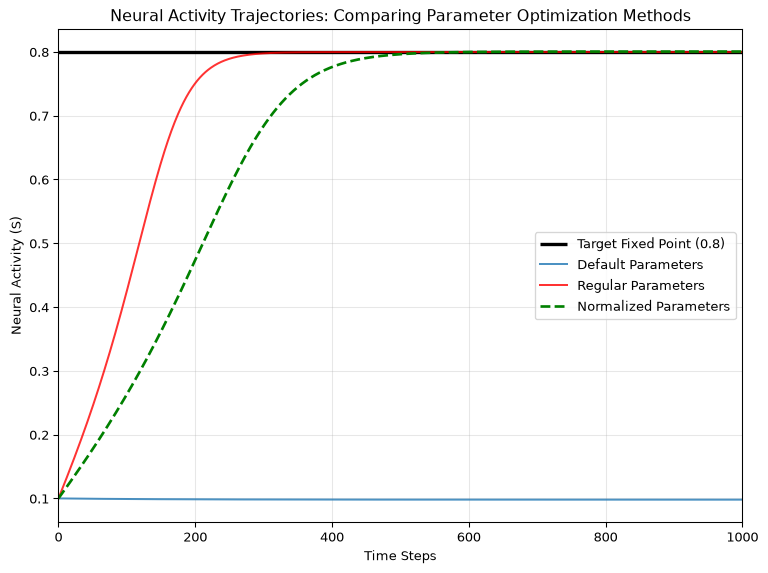 Neural Activity Trajectories: Comparing Parameter Optimization Methods
Neural Activity (S)
0.8
0.7
0.6
0.5
0.4
0.3
0.2
0.1
Target Fixed Point (0.8)
Default Parameters
Regular Parameters
Normalized Parameters
0 200 400 600 800 1000
Time Steps